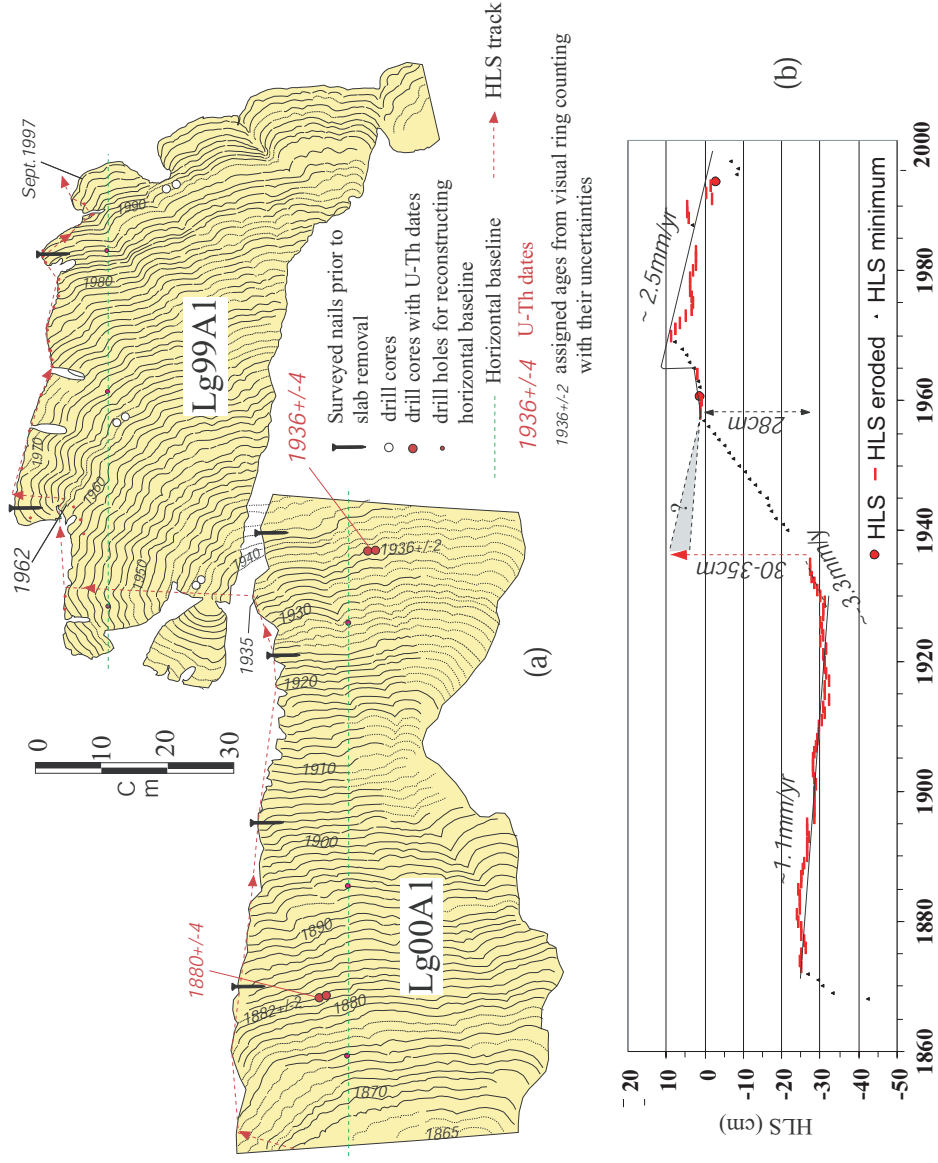 0
10
20
30
C
m
Sept.1997
1990
1980
1970
1960
1950
1940
1962
Lg99A1
1935
1936+/-4
1936+/-2
1930
1920
1910
1900
1890
1880
1882+/-2
1880+/-4
1870
1865
Lg00A1
(a)
Surveyed nails prior to
slab removal
drill cores
drill cores with U-Th dates
drill holes for reconstructing
horizontal baseline
Horizontal baseline
HLS track
1936+/-4 U-Th dates
1936+/-2 assigned ages from visual ring counting
with their uncertainties
HLS (cm)
20
10
0
-10
-20
-30
-40
-50
1860
1880
1900
1920
1940
1960
1980
2000
~1.1mm/yr
~-3.3mm/y
30-35cm
?
28cm
~ 2.5mm/yr
HLS
HLS eroded
HLS minimum
(b)